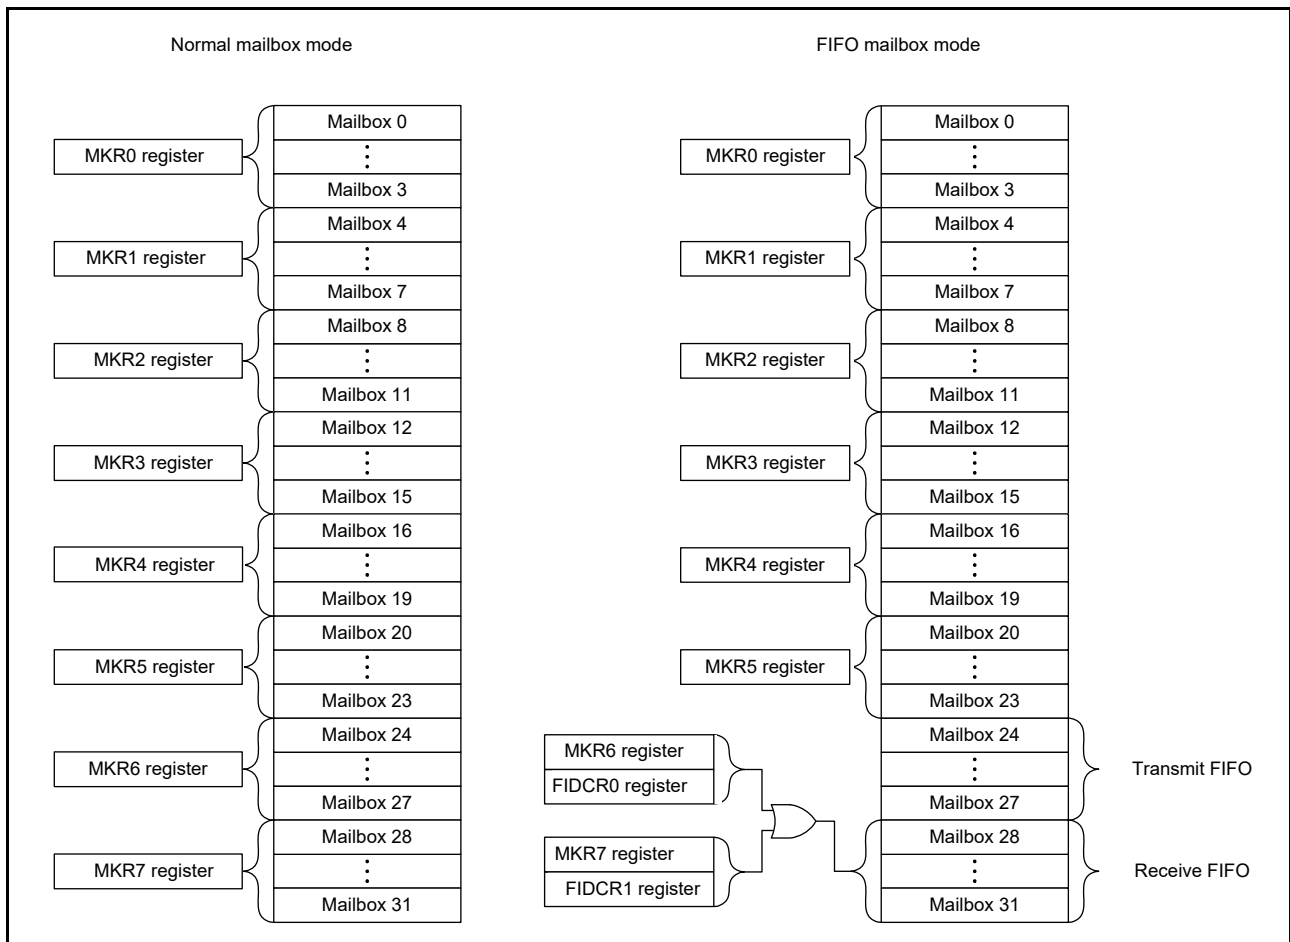 Normal mailbox mode
MKR0 register
Mailbox 0
Mailbox 3
MKR1 register
Mailbox 4
Mailbox 7
MKR2 register
Mailbox 8
Mailbox 11
MKR3 register
Mailbox 12
Mailbox 15
MKR4 register
Mailbox 16
Mailbox 19
MKR5 register
Mailbox 20
Mailbox 23
MKR6 register
Mailbox 24
Mailbox 27
MKR7 register
Mailbox 28
Mailbox 31
FIFO mailbox mode
MKR0 register
Mailbox 0
Mailbox 3
MKR1 register
Mailbox 4
Mailbox 7
MKR2 register
Mailbox 8
Mailbox 11
MKR3 register
Mailbox 12
Mailbox 15
MKR4 register
Mailbox 16
Mailbox 19
MKR5 register
Mailbox 20
Mailbox 23
MKR6 register
FIDCR0 register
Mailbox 24
Mailbox 27
Transmit FIFO
MKR7 register
FIDCR1 register
Mailbox 28
Mailbox 31
Receive FIFO